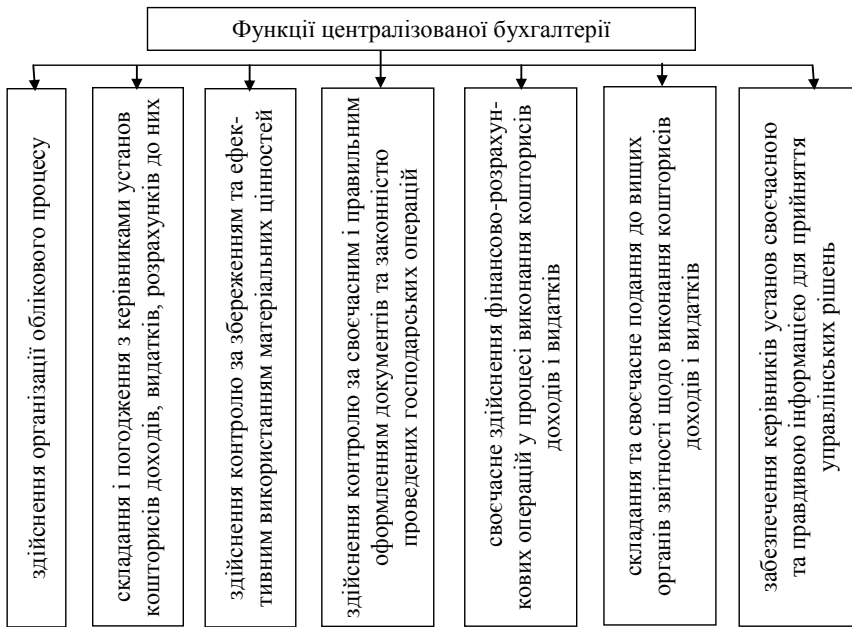 Функції централізованої бухгалтерії
здійснення організації облікового процесу
складання і погодження з керівниками установ
кошторисів доходів, видатків, розрахунків до них
здійснення контролю за збереженням та ефек-
тивним використанням матеріальних цінностей
здійснення контролю за своєчасним і правильним
оформленням документів та законністю
проведених господарських операцій
своєчасне здійснення фінансово-розрахун-
кових операцій у процесі виконання кошторисів
доходів і видатків
складання та своєчасне подання до вищих
органів звітності щодо виконання кошторисів
доходів і видатків
забезпечення керівників установ своєчасною
та правдивою інформацією для прийняття
управлінських рішень